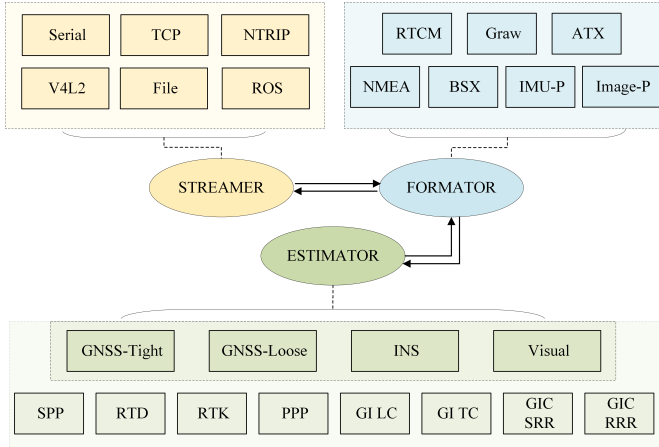 Serial TCP NTRIP
V4L2 File ROS
RTCM Graw ATX
NMEA BSX IMU-P Image-P
STREAMER FORMATOR
ESTIMATOR
GNSS-Tight GNSS-Loose INS Visual
SPP RTD RTK PPP GI LC GI TC GIC SRR GIC RRR